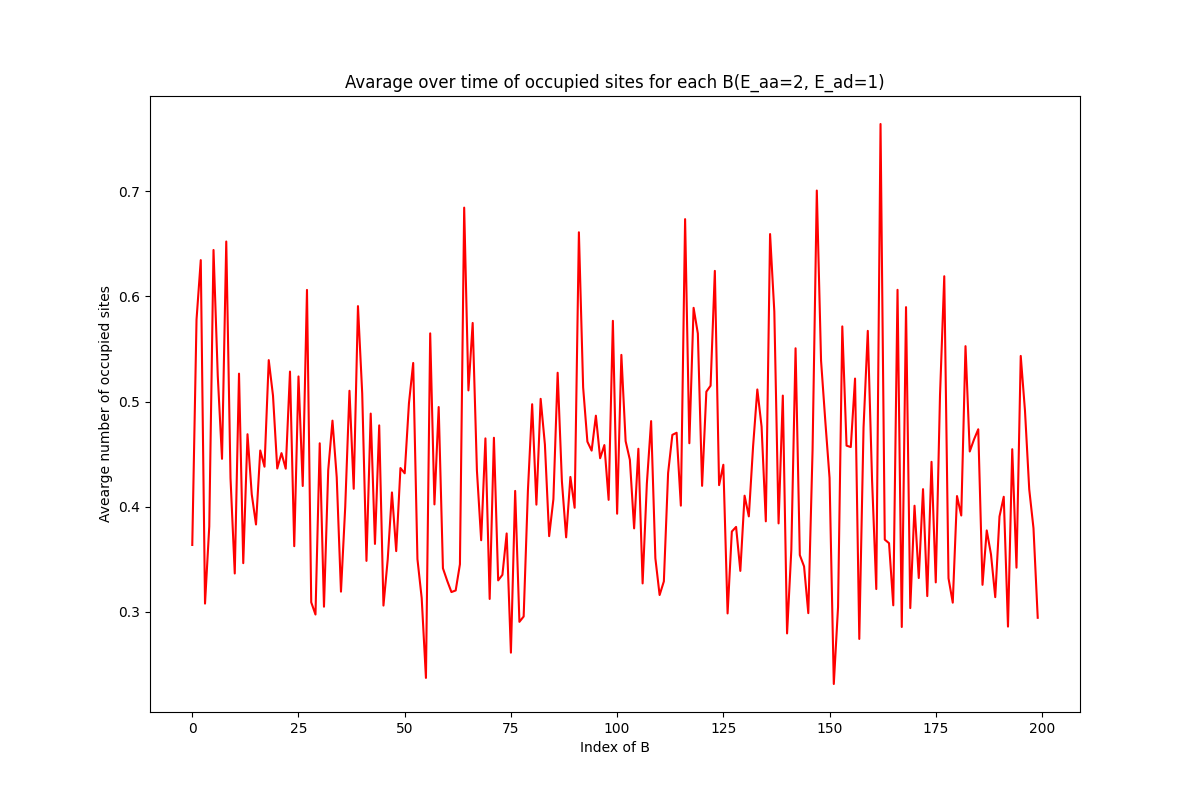 Avarage over time of occupied sites for each B(E_aa=2, E_ad=1)
Avearge number of occupied sites
0.7
0.6
0.5
0.4
0.3
0 25 50 75 100 125 150 175 200
Index of B